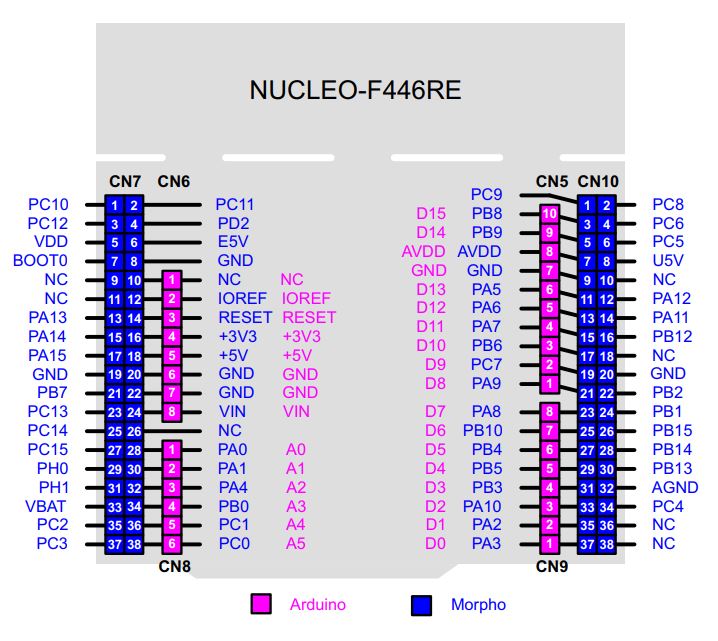 NUCLEO-F446RE
CN7 CN6 CN5 CN10
PC9
PC10 1 2 PC11 1 2 PC8
PC12 3 4 PD2 D15 PB8 10 3 4 PC6
VDD 5 6 E5V D14 PB9 9 5 6 PC5
BOOT0 7 8 GND AVDD AVDD 8 7 8 U5V
NC 9 10 1 NC NC GND GND 7 9 10 NC
NC 11 12 2 IOREF IOREF D13 PA5 6 11 12 PA12
PA13 13 14 3 RESET RESET D12 PA6 5 13 14 PA11
PA14 15 16 4 +3V3 +3V3 D11 PA7 4 15 16 PB12
PA15 17 18 5 +5V +5V D10 PB6 3 17 18 NC
GND 19 20 6 GND GND D9 PC7 2 19 20 GND
PB7 21 22 7 GND GND D8 PA9 1 21 22 PB2
PC13 23 24 8 VIN VIN D7 PA8 8 23 24 PB1
PC14 25 26 NC D6 PB10 7 25 26 PB15
PC15 27 28 1 PA0 A0 D5 PB4 6 27 28 PB14
PH0 29 30 2 PA1 A1 D4 PB5 5 29 30 PB13
PH1 31 32 3 PA4 A2 D3 PB3 4 31 32 AGND
VBAT 33 34 4 PB0 A3 D2 PA10 3 33 34 PC4
PC2 35 36 5 PC1 A4 D1 PA2 2 35 36 NC
PC3 37 38 6 PC0 A5 D0 PA3 1 37 38 NC
CN8 CN9
Arduino Morpho